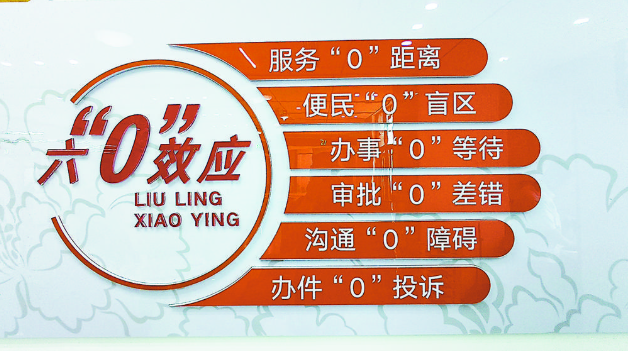 六“0”效应
LIU LING
XIAO YING
服务“0”距离
便民“0”盲区
办事“0”等待
审批“0”差错
沟通“0”障碍
办件“0”投诉